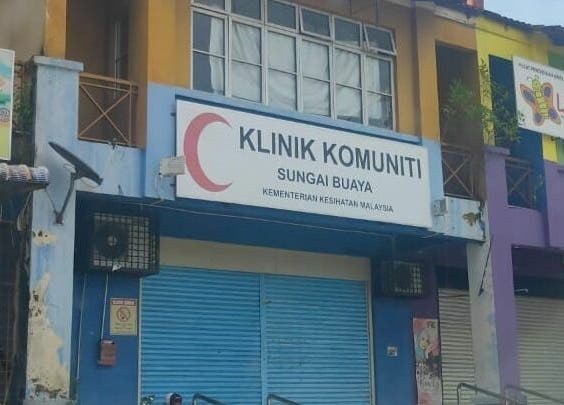 KLINIK KOMUNITI
SUNGAI BUAYA
KEMENTERIAN KESIHATAN MALAYSIA